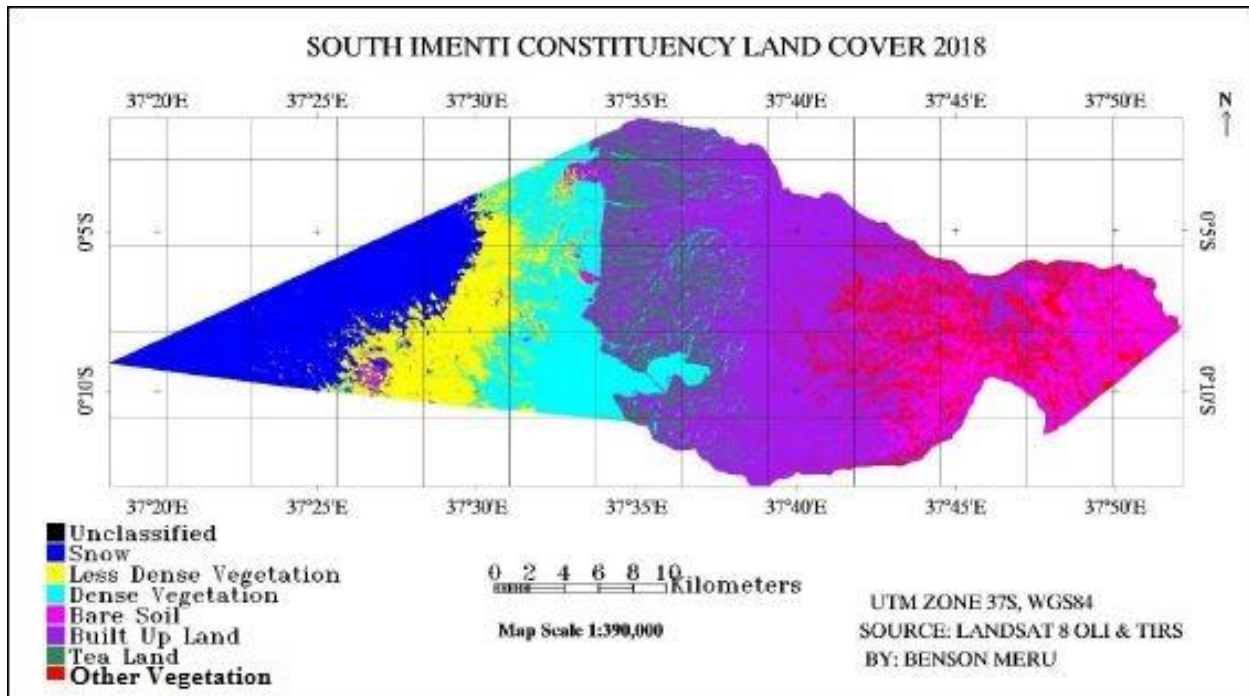 SOUTH IMENTI CONSTITUENCY LAND COVER 2018
37°20'E 37°25'E 37°30'E 37°35'E 37°40'E 37°45'E 37°50'E
N
0°5'S 0°5'S
0°10'S 0°10'S
37°20'E 37°25'E 37°30'E 37°35'E 37°40'E 37°45'E 37°50'E
Unclassified
Snow
Less Dense Vegetation
Dense Vegetation
Bare Soil
Built Up Land
Tea Land
Other Vegetation
0 2 4 6 8 10 Kilometers
Map Scale 1:390,000
UTM ZONE 37S, WGS84
SOURCE: LANDSAT 8 OLI & TIRS
BY: BENSON MERU